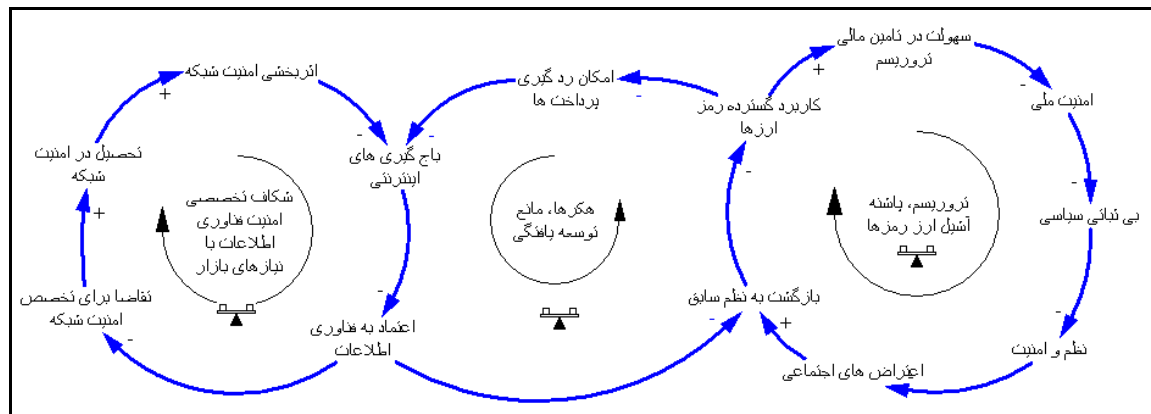 سهولت در تامین مالی
تروریسم
امنیت ملی
بی ثباتی سیاسی
نظم و امنیت
اعتراض های اجتماعی
بازگشت به نظم سابق
کاربرد گسترده رمز
ارزها
تروریسم، پاشنه
آشیل ارز رمزها
امکان رد گیری
پرداخت ها
باج گیری های
اینترنتی
هکرها، مانع
توسعه یافتگی
اعتماد به فناوری
اطلاعات
اثربخشی امنیت شبکه
تحصیل در امنیت
شبکه
تقاضا برای تخصص
امنیت شبکه
شکاف تخصصی
امنیت فناوری
اطلاعات با
نیازهای بازار
+
-
-
-
-
+
-
-
-
-
-
-
-
+
+